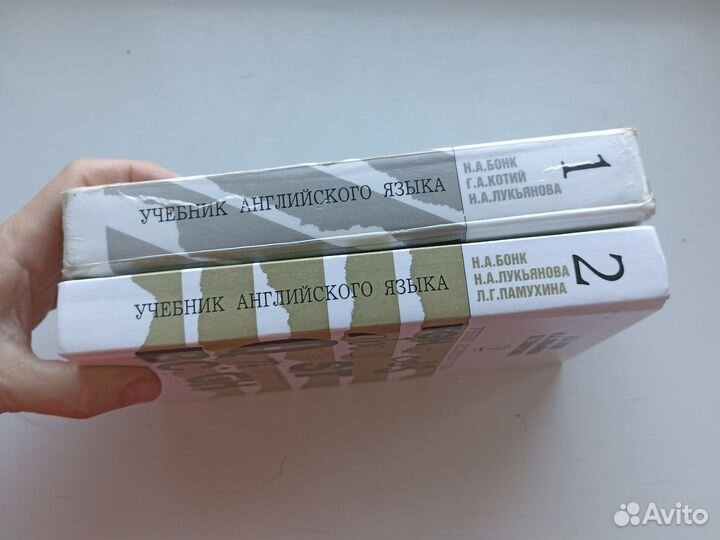 УЧЕБНИК АНГЛИЙСКОГО ЯЗЫКА
Н.А.БОНК
Г.А.КОТИЙ
Н.А.ЛУКЬЯНОВА
1
УЧЕБНИК АНГЛИЙСКОГО ЯЗЫКА
Н.А.БОНК
Н.А.ЛУКЬЯНОВА
Л.Г.ПАМУХИНА
2
Avito